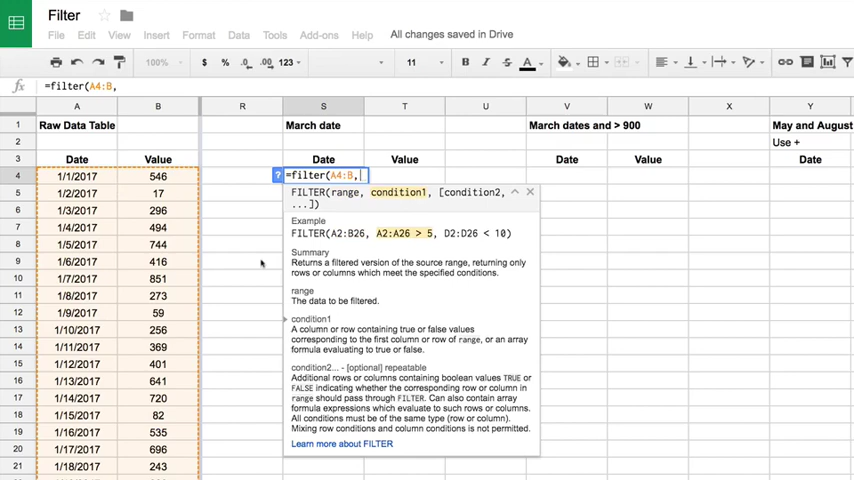 Filter
File Edit View Insert Format Data Tools Add-ons Help All changes saved in Drive
100% $ % .0 .00 123 11 B I S A
fx =filter(A4:B,
A B R S T U V W X Y
1 Raw Data Table March date March dates and > 900 May and August
2 Use +
3 Date Value Date Value Date Value Date
4 1/1/2017 546 ? =filter(A4:B,
5 1/2/2017 17
6 1/3/2017 296
7 1/4/2017 494
8 1/5/2017 744
9 1/6/2017 416
10 1/7/2017 851
11 1/8/2017 273
12 1/9/2017 59
13 1/10/2017 256
14 1/11/2017 369
15 1/12/2017 401
16 1/13/2017 641
17 1/14/2017 720
18 1/15/2017 82
19 1/16/2017 535
20 1/17/2017 696
21 1/18/2017 243
FILTER(range, condition1, [condition2,
...])
Example
FILTER(A2:B26, A2:A26 > 5, D2:D26 < 10)
Summary
Returns a filtered version of the source range, returning only
rows or columns which meet the specified conditions.
range
The data to be filtered.
condition1
A column or row containing true or false values
corresponding to the first column or row of range, or an array
formula evaluating to true or false.
condition2... - [optional] repeatable
Additional rows or columns containing boolean values TRUE or
FALSE indicating whether the corresponding row or column in
range should pass through FILTER. Can also contain array
formula expressions which evaluate to such rows or columns.
All conditions must be of the same type (row or column).
Mixing row conditions and column conditions is not permitted.
Learn more about FILTER